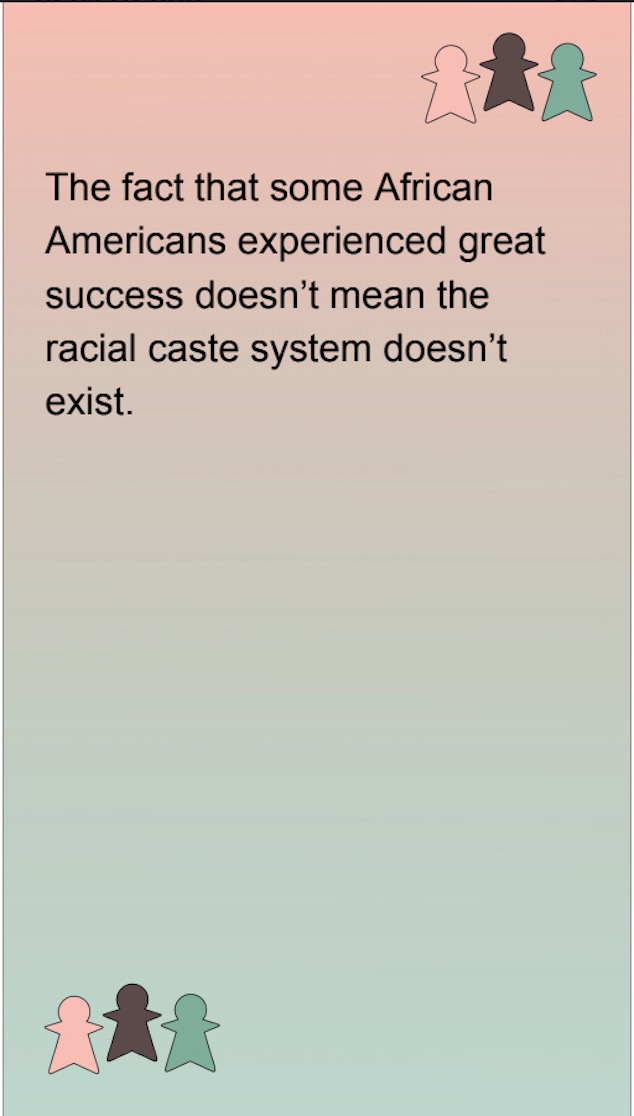 The fact that some African
Americans experienced great
success doesn’t mean the
racial caste system doesn’t
exist.